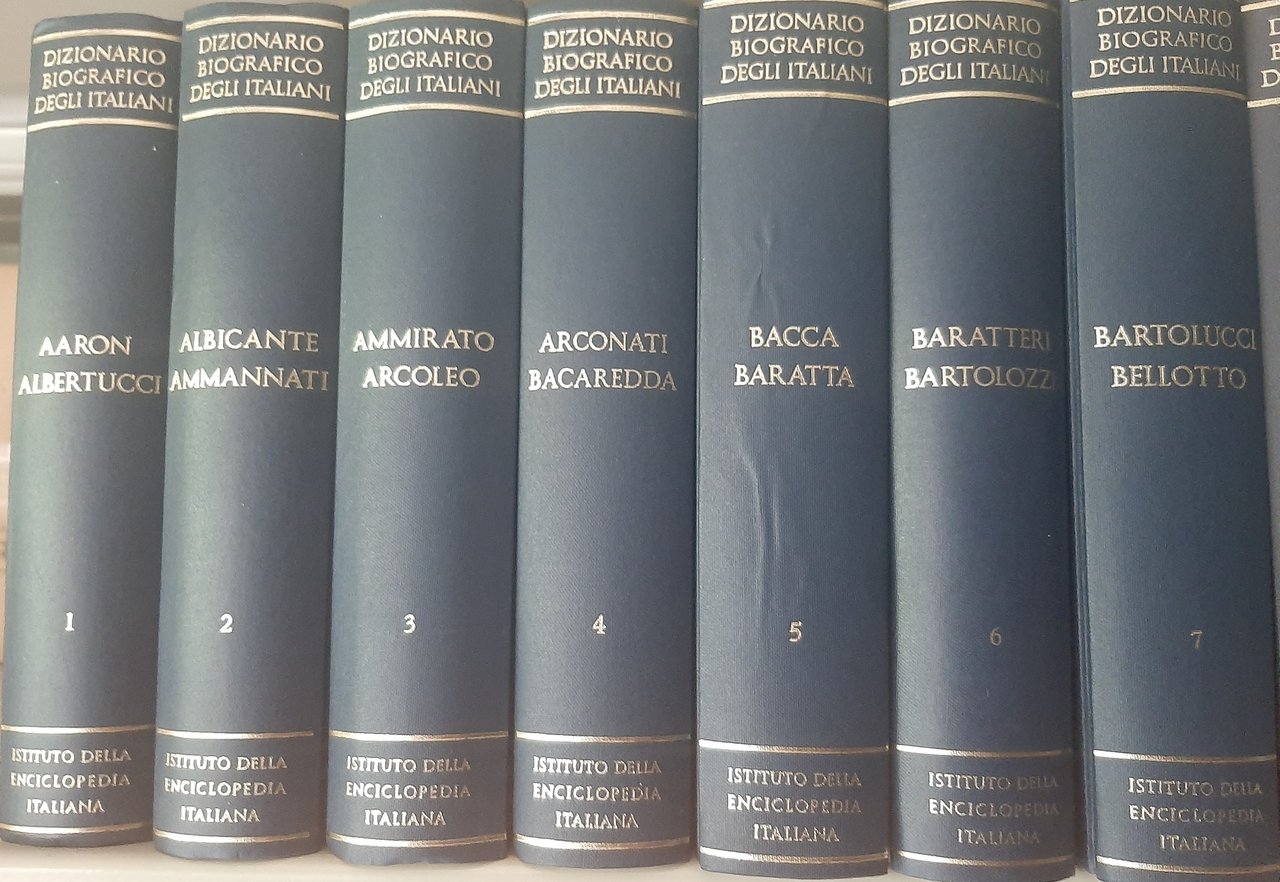 DIZIONARIO
BIOGRAFICO
DEGLI ITALIANI
AARON
ALBERTUCCI
1
ISTITUTO DELLA
ENCICLOPEDIA
ITALIANA
DIZIONARIO
BIOGRAFICO
DEGLI ITALIANI
ALBICANTE
AMMANNATI
2
ISTITUTO DELLA
ENCICLOPEDIA
ITALIANA
DIZIONARIO
BIOGRAFICO
DEGLI ITALIANI
AMMIRATO
ARCOLEO
3
ISTITUTO DELLA
ENCICLOPEDIA
ITALIANA
DIZIONARIO
BIOGRAFICO
DEGLI ITALIANI
ARCONATI
BACAREDDA
4
ISTITUTO DELLA
ENCICLOPEDIA
ITALIANA
DIZIONARIO
BIOGRAFICO
DEGLI ITALIANI
BACCA
BARATTA
5
ISTITUTO DELLA
ENCICLOPEDIA
ITALIANA
DIZIONARIO
BIOGRAFICO
DEGLI ITALIANI
BARATTERI
BARTOLOZZI
6
ISTITUTO DELLA
ENCICLOPEDIA
ITALIANA
DIZIONARIO
BIOGRAFICO
DEGLI ITALIANI
BARTOLUCCI
BELLOTTO
7
ISTITUTO DELLA
ENCICLOPEDIA
ITALIANA